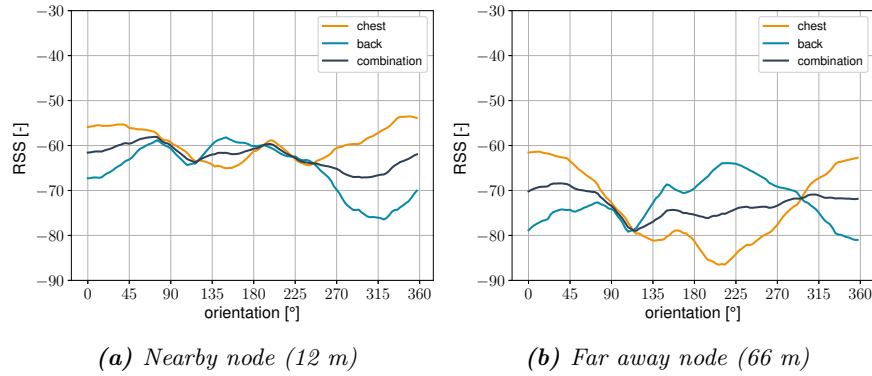 −30
−40
−50
−60
−70
−80
−90
RSS [-]
chest
back
combination
0 45 90 135 180 225 270 315 360
orientation [°]
(a) Nearby node (12 m)
−30
−40
−50
−60
−70
−80
−90
RSS [-]
chest
back
combination
0 45 90 135 180 225 270 315 360
orientation [°]
(b) Far away node (66 m)